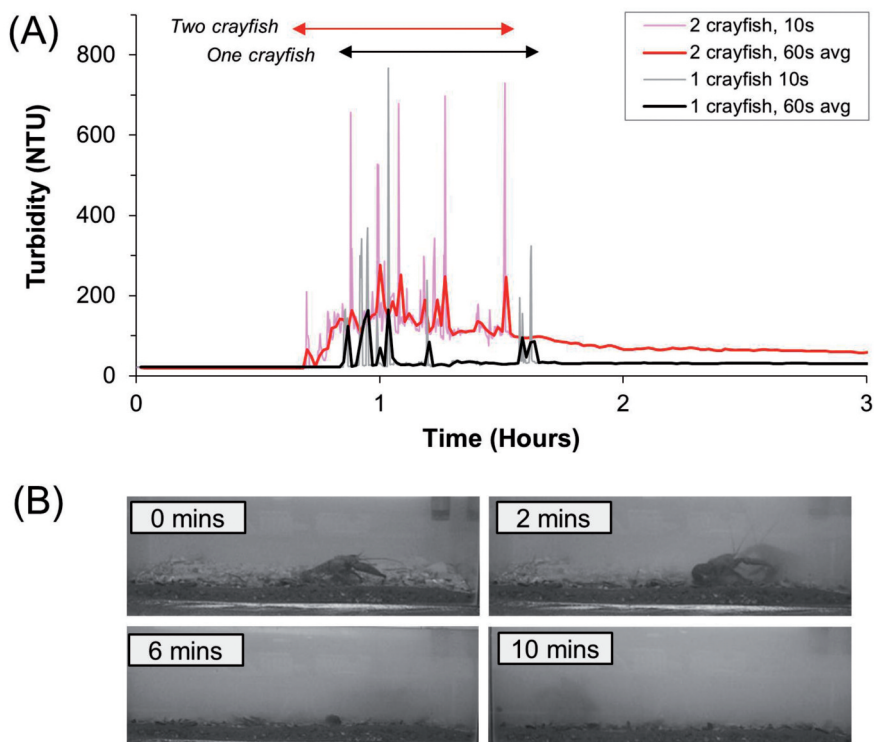 (A)
Two crayfish
One crayfish
2 crayfish, 10s
2 crayfish, 60s avg
1 crayfish 10s
1 crayfish, 60s avg
Turbidity (NTU)
800
600
400
200
0
0
1
2
3
Time (Hours)
(B)
0 mins
2 mins
6 mins
10 mins